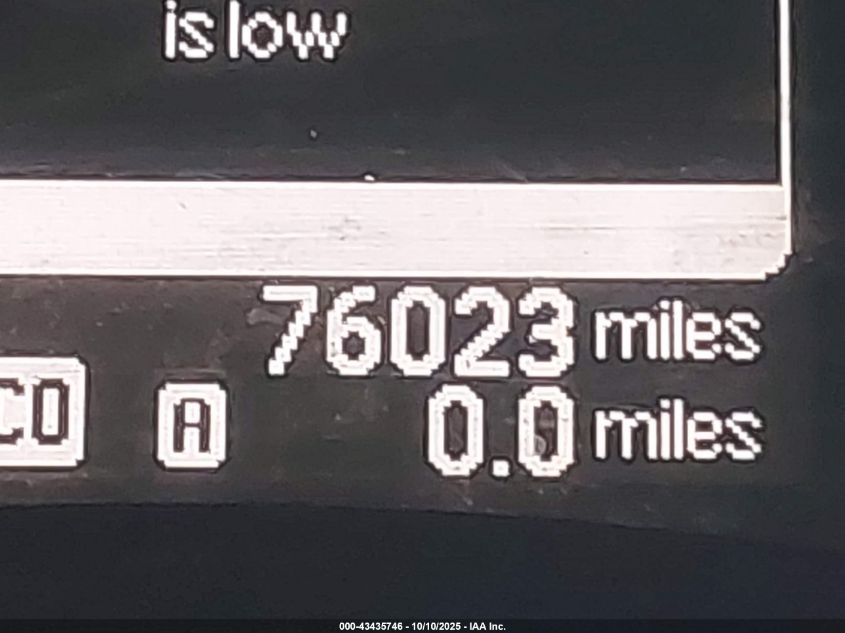 is low
76023 miles
CO A 0.0 miles
000-43435746 - 10/10/2025 - IAA Inc.